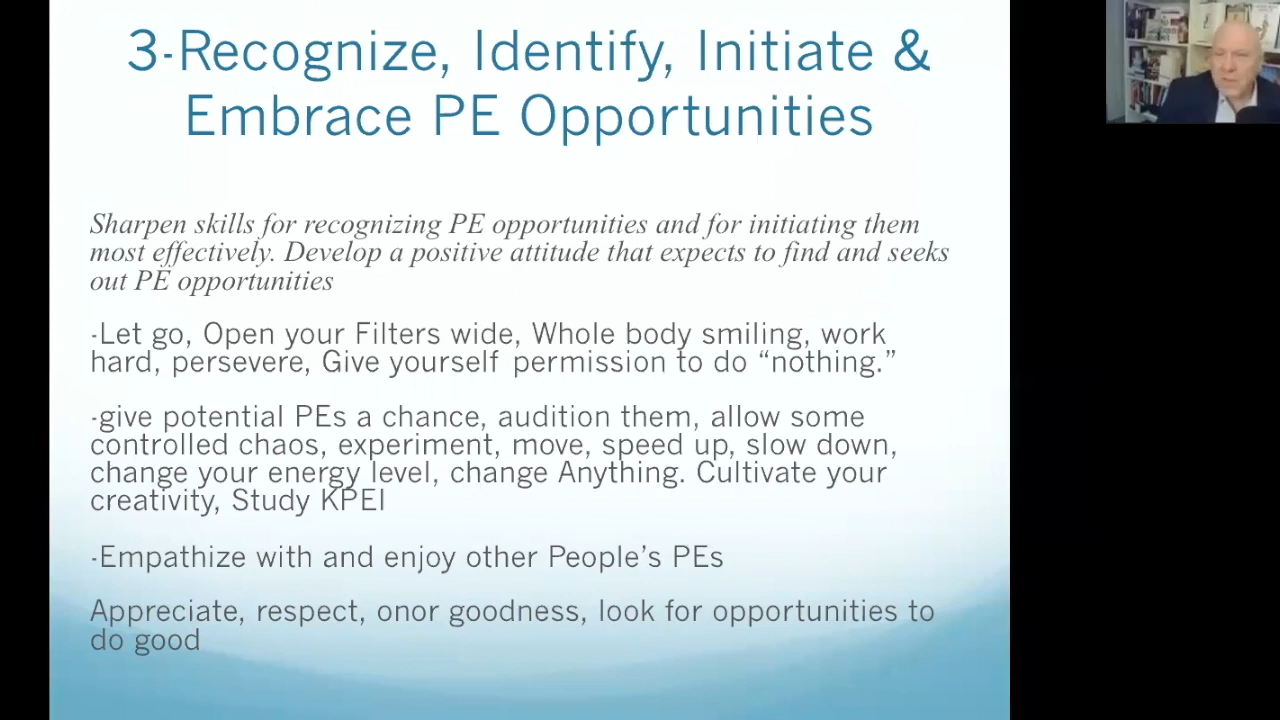 3-Recognize, Identify, Initiate &
Embrace PE Opportunities
Sharpen skills for recognizing PE opportunities and for initiating them
most effectively. Develop a positive attitude that expects to find and seeks
out PE opportunities
-Let go, Open your Filters wide, Whole body smiling, work
hard, persevere, Give yourself permission to do “nothing.”
-give potential PEs a chance, audition them, allow some
controlled chaos, experiment, move, speed up, slow down,
change your energy level, change Anything. Cultivate your
creativity, Study KPEI
-Empathize with and enjoy other People’s PEs
Appreciate, respect, onor goodness, look for opportunities to
do good